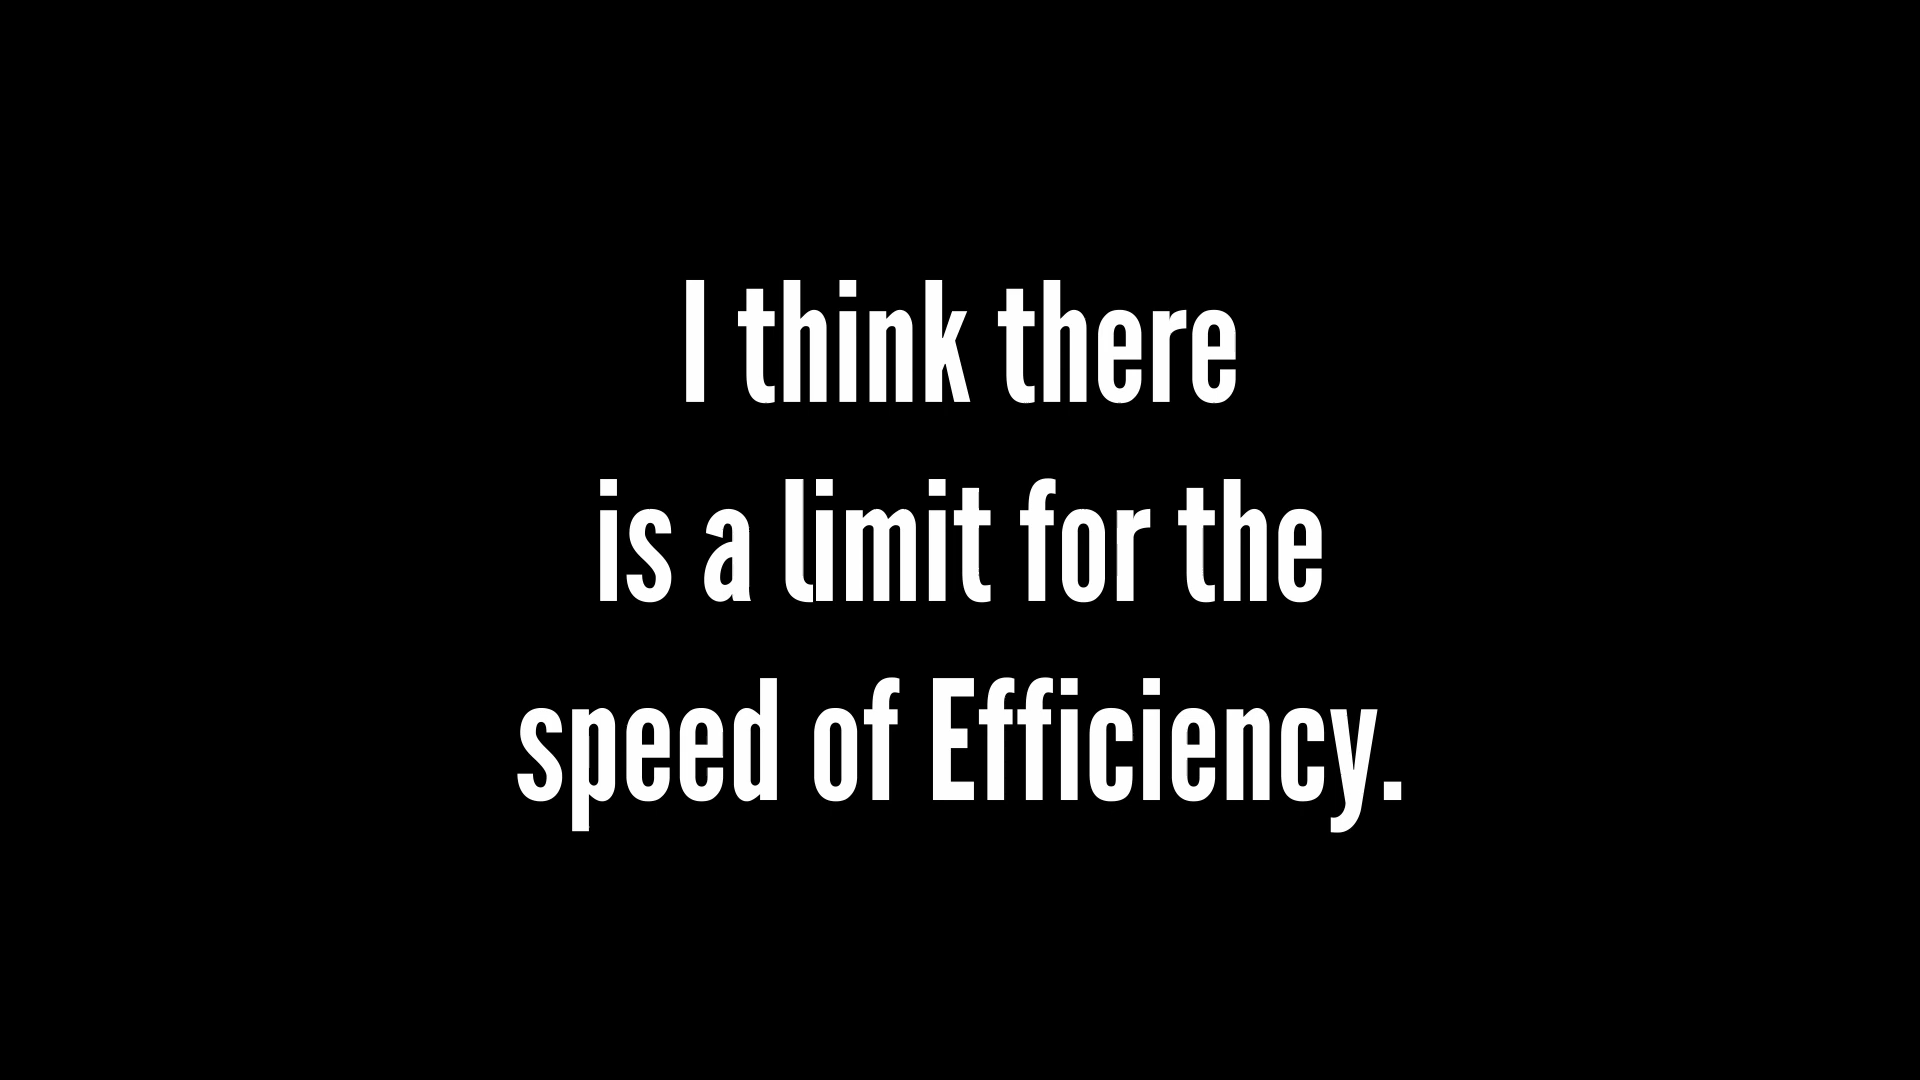 I think there
is a limit for the
speed of Efficiency.